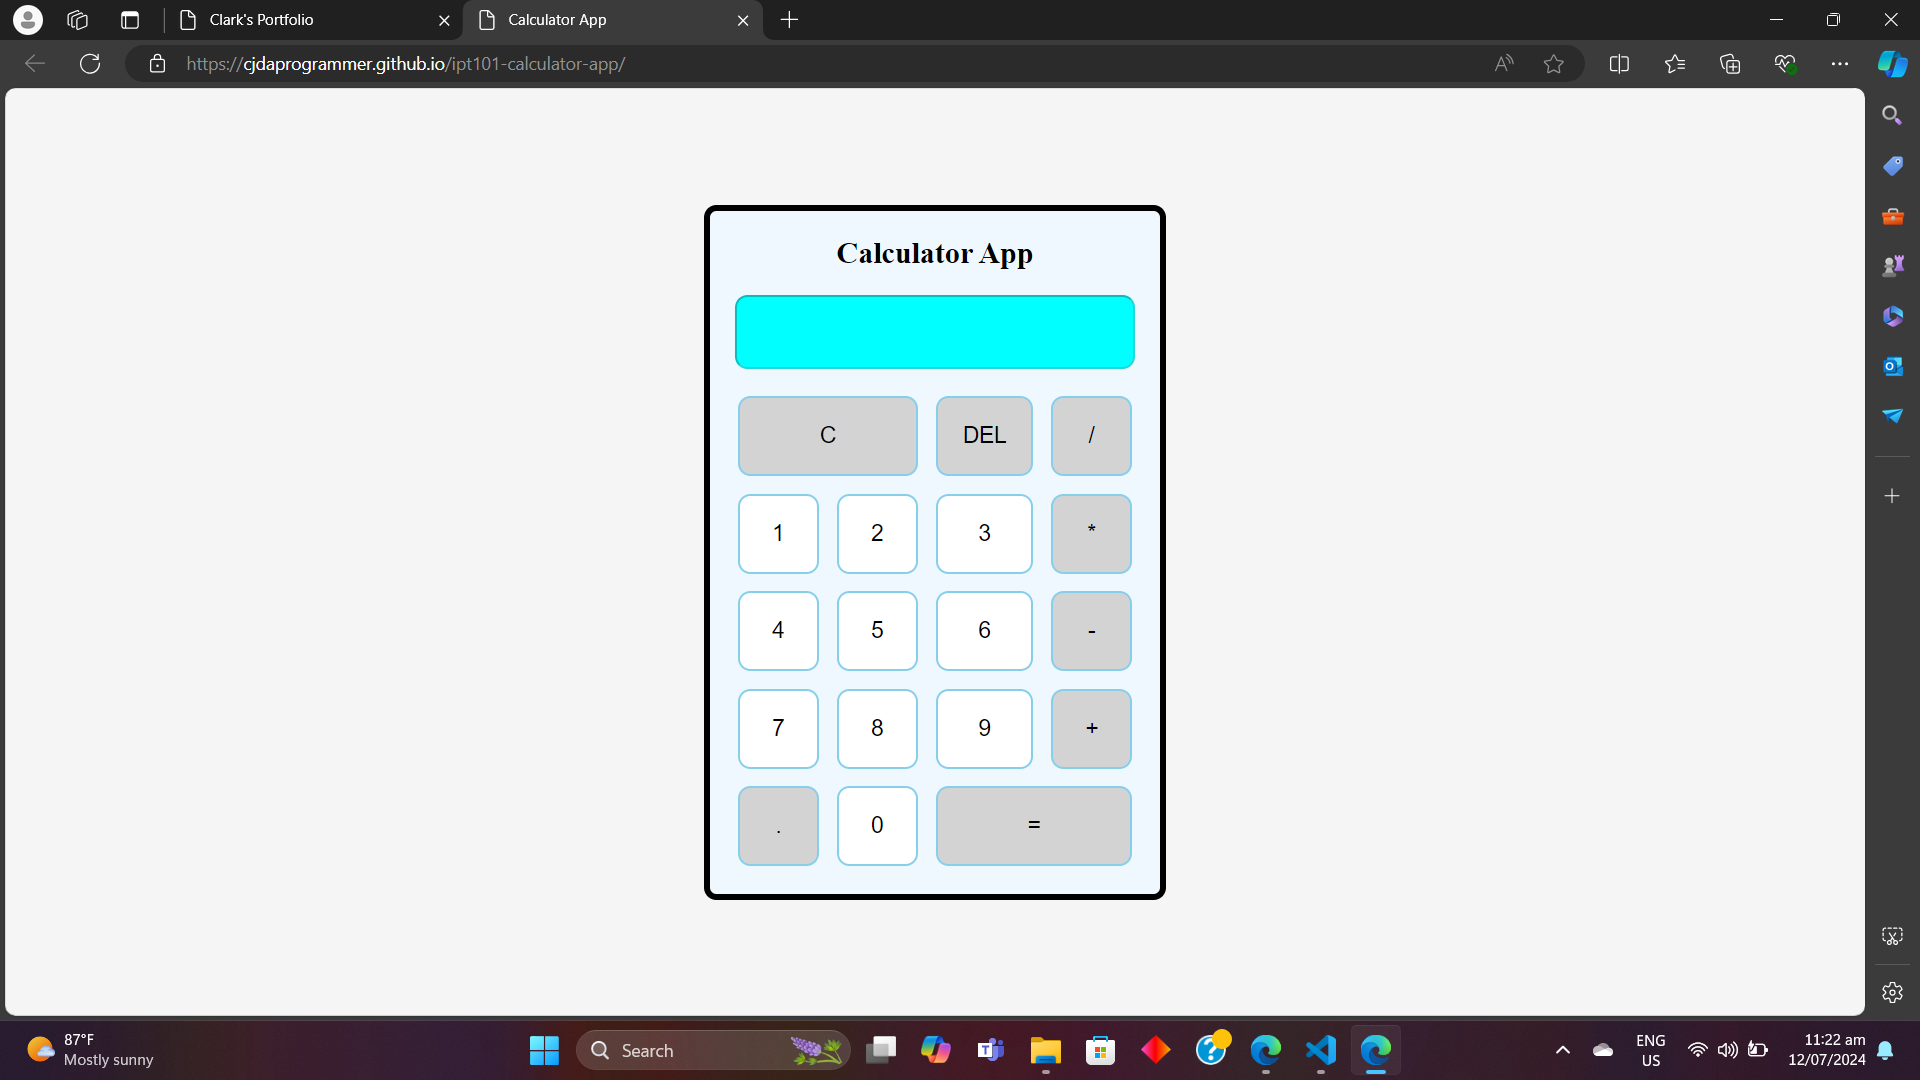 Clark's Portfolio
Calculator App
https://cjdaprogrammer.github.io/ipt101-calculator-app/
Calculator App
C DEL /
1 2 3 *
4 5 6 -
7 8 9 +
. 0 =
87°F
Mostly sunny
Search
ENG
US
11:22 am
12/07/2024